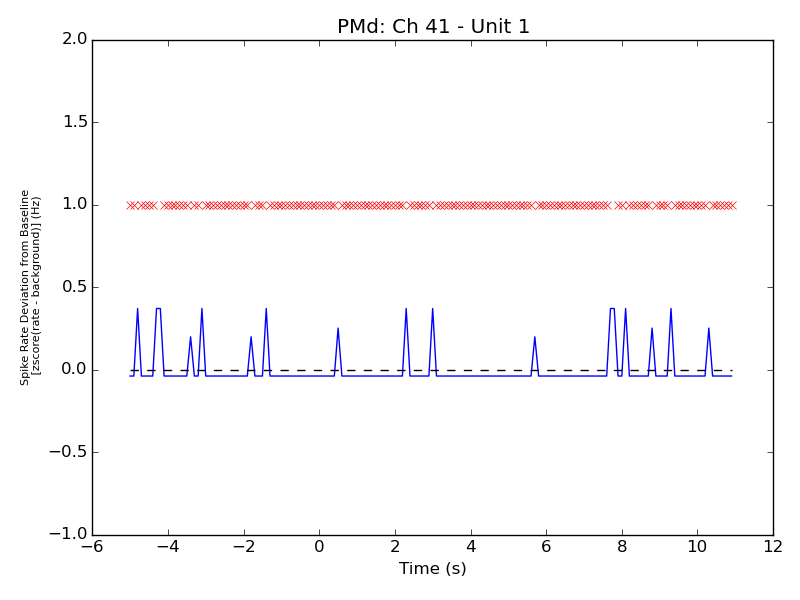 PMd: Ch 41 - Unit 1
2.0
1.5
1.0
0.5
0.0
−0.5
−1.0
Spike Rate Deviation from Baseline
[zscore(rate - background)] (Hz)
−6 −4 −2 0 2 4 6 8 10 12
Time (s)